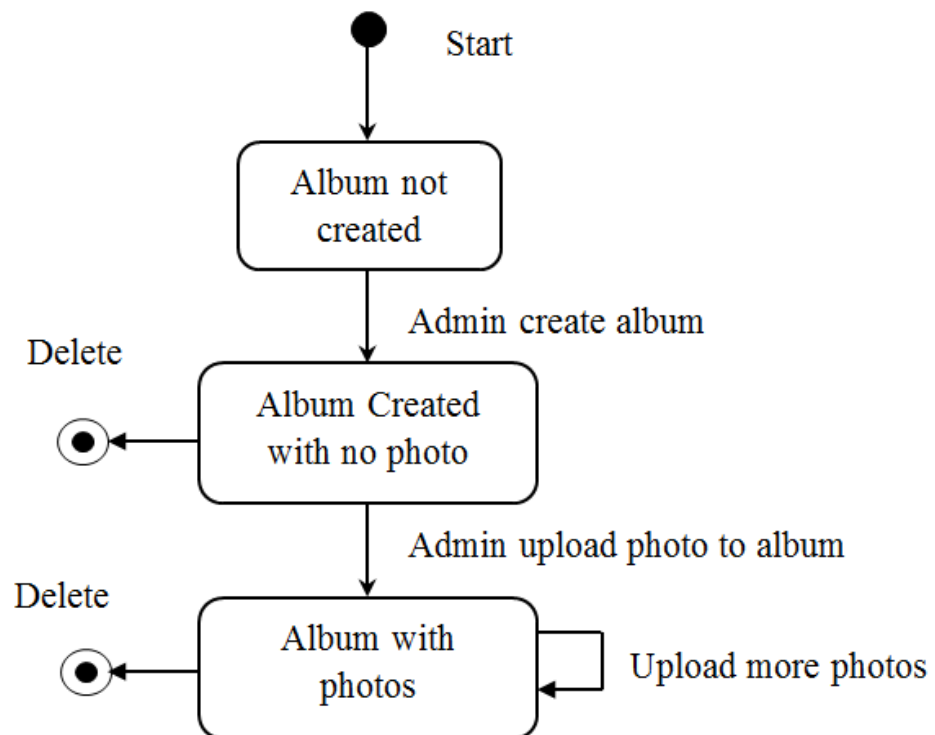 Start
Album not
created
Admin create album
Delete
Album Created
with no photo
Admin upload photo to album
Delete
Album with
photos
Upload more photos